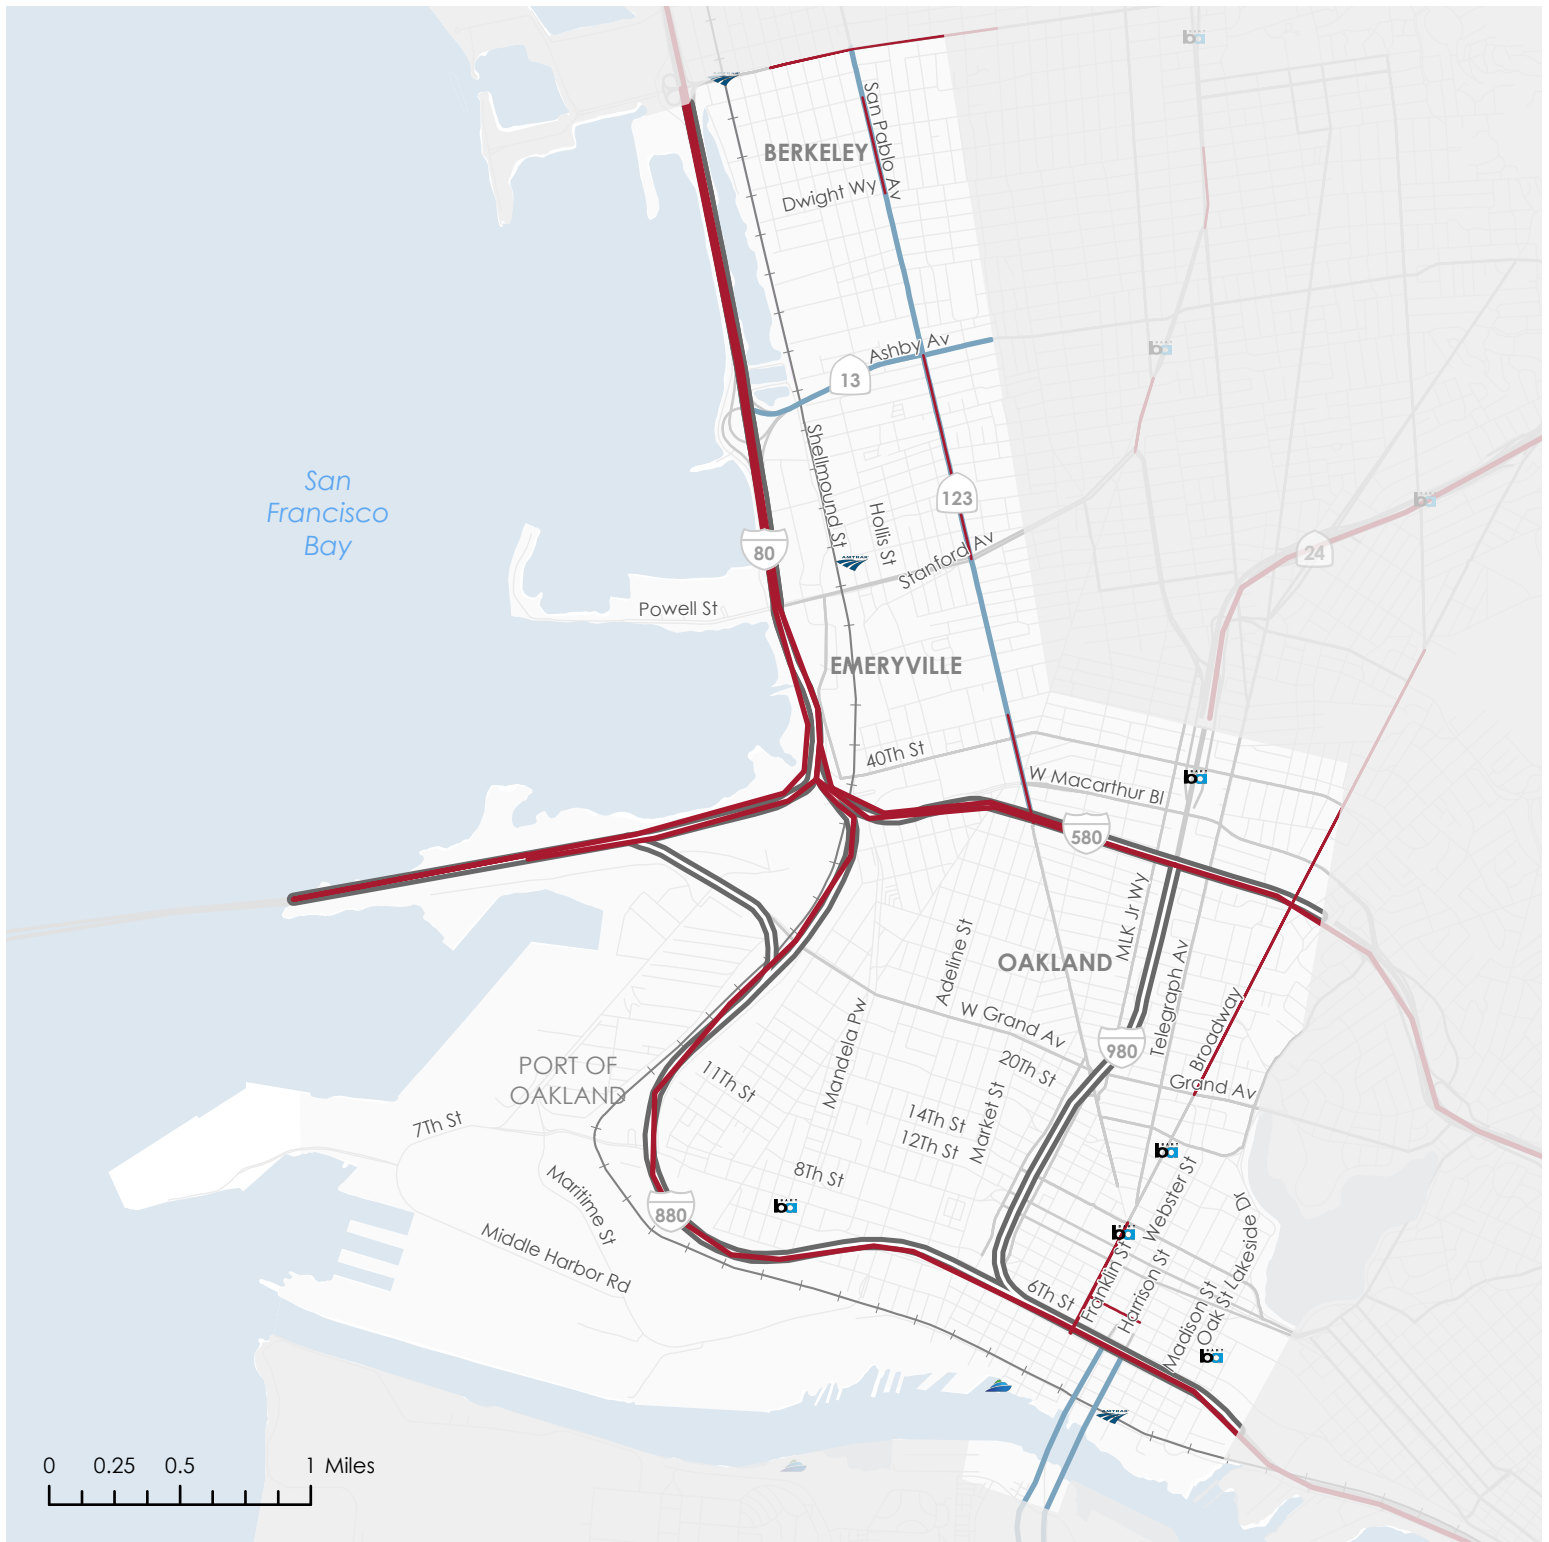 San Pablo Av
BERKELEY
Dwight Wy
Ashby Av
13
Shellmound St
San
Francisco
Bay
Hollis St
123
80
24
AMTRAK
Stanford Av
Powell St
EMERYVILLE
40Th St
W Macarthur Bl
580
MLK Jr Wy
Adeline St
OAKLAND
Telegraph Av
Broadway
W Grand Av
Mandela Pw
980
20Th St
PORT OF
OAKLAND
11Th St
Grand Av
Market St
14Th St
12Th St
7Th St
8Th St
Maritime St
Webster St
880
Middle Harbor Rd
Franklin St
Harrison St
Oak St Lakeside Dr
6Th St
Madison St
AMTRAK
0 0.25 0.5 1 Miles